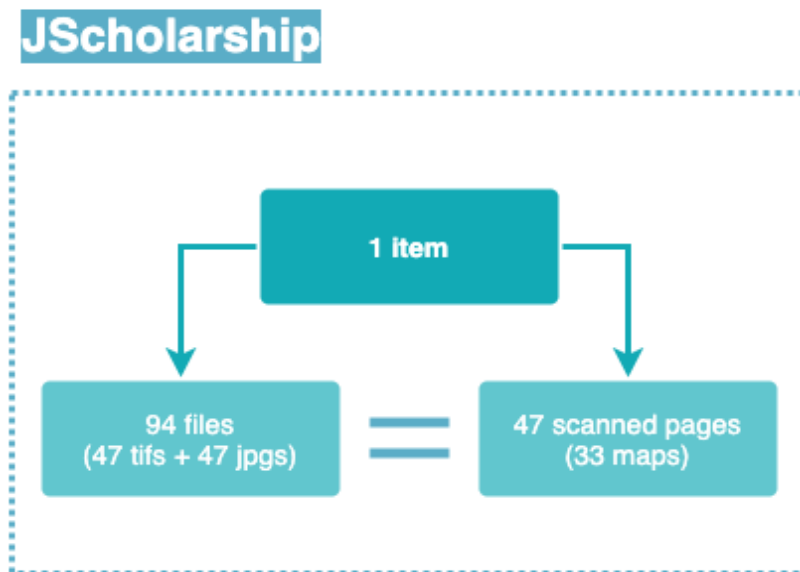 JScholarship
1 item
94 files
(47 tifs + 47 jpgs)
47 scanned pages
(33 maps)